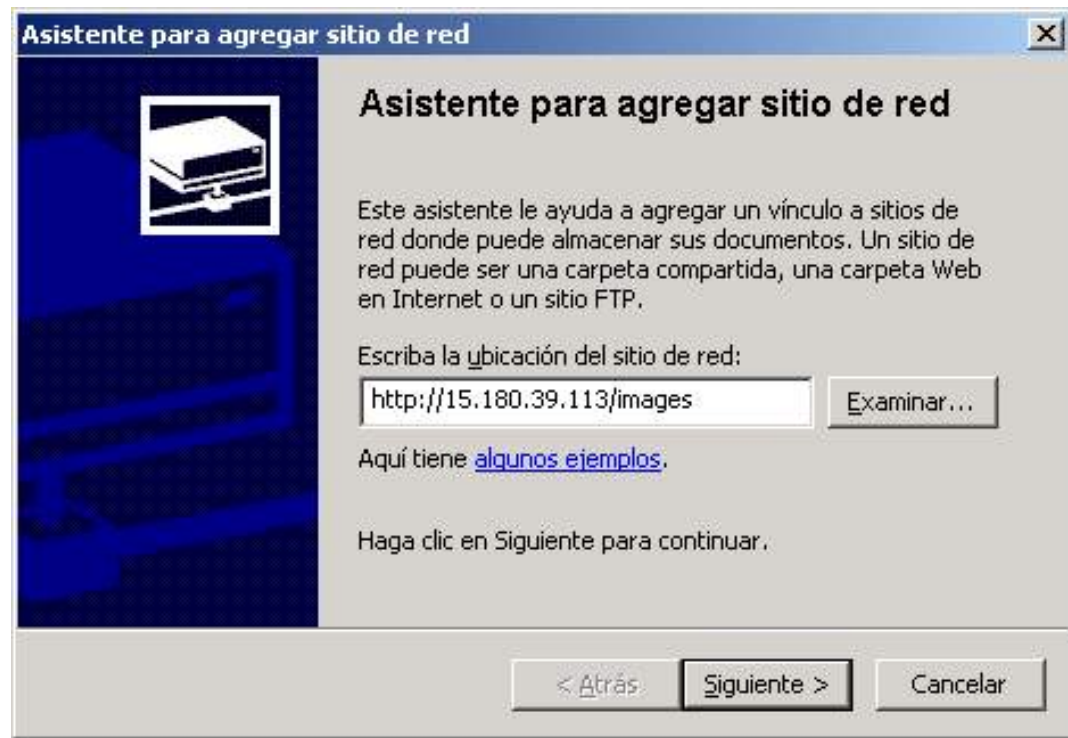 Asistente para agregar sitio de red
Asistente para agregar sitio de red
Este asistente le ayuda a agregar un vínculo a sitios de
red donde puede almacenar sus documentos. Un sitio de
red puede ser una carpeta compartida, una carpeta Web
en Internet o un sitio FTP.
Escriba la ubicación del sitio de red:
http://15.180.39.113/images
Examinar...
Aquí tiene algunos ejemplos.
Haga clic en Siguiente para continuar.
< Atrás
Siguiente >
Cancelar